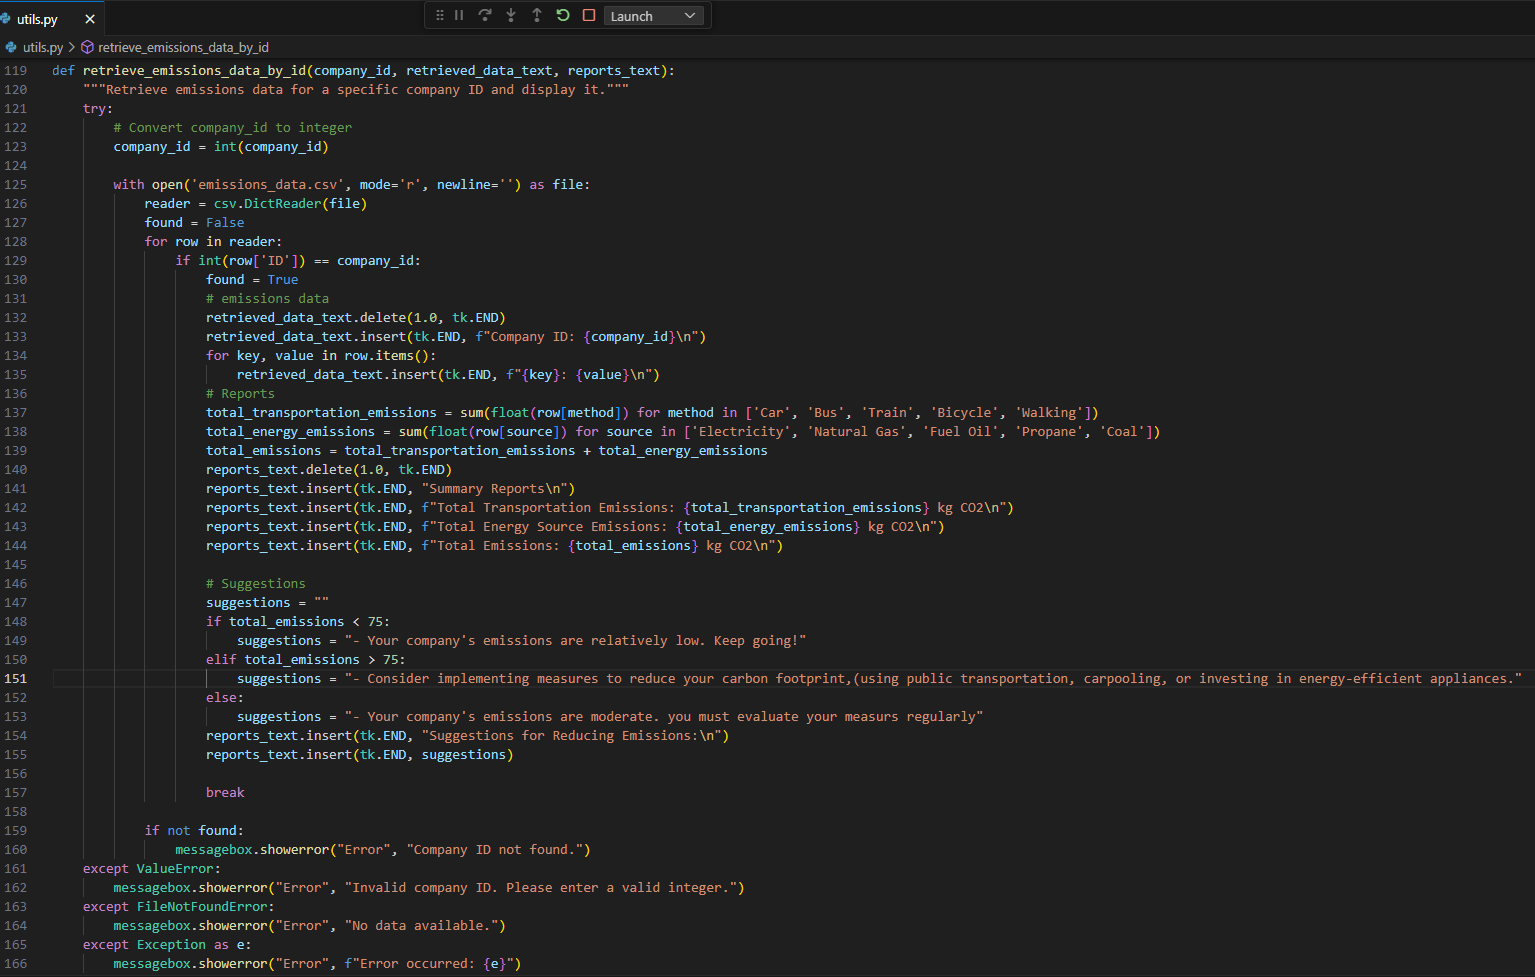 utils.py
Launch
utils.py > retrieve_emissions_data_by_id
119 def retrieve_emissions_data_by_id(company_id, retrieved_data_text, reports_text):
120     """Retrieve emissions data for a specific company ID and display it."""
121     try:
122         # Convert company_id to integer
123         company_id = int(company_id)
124
125         with open('emissions_data.csv', mode='r', newline='') as file:
126             reader = csv.DictReader(file)
127             found = False
128             for row in reader:
129                 if int(row['ID']) == company_id:
130                     found = True
131                     # emissions data
132                     retrieved_data_text.delete(1.0, tk.END)
133                     retrieved_data_text.insert(tk.END, f"Company ID: {company_id}\n")
134                     for key, value in row.items():
135                         retrieved_data_text.insert(tk.END, f"{key}: {value}\n")
136                     # Reports
137                     total_transportation_emissions = sum(float(row[method]) for method in ['Car', 'Bus', 'Train', 'Bicycle', 'Walking'])
138                     total_energy_emissions = sum(float(row[source]) for source in ['Electricity', 'Natural Gas', 'Fuel Oil', 'Propane', 'Coal'])
139                     total_emissions = total_transportation_emissions + total_energy_emissions
140                     reports_text.delete(1.0, tk.END)
141                     reports_text.insert(tk.END, "Summary Reports\n")
142                     reports_text.insert(tk.END, f"Total Transportation Emissions: {total_transportation_emissions} kg CO2\n")
143                     reports_text.insert(tk.END, f"Total Energy Source Emissions: {total_energy_emissions} kg CO2\n")
144                     reports_text.insert(tk.END, f"Total Emissions: {total_emissions} kg CO2\n")
145
146                     # Suggestions
147                     suggestions = ""
148                     if total_emissions < 75:
149                         suggestions = "- Your company's emissions are relatively low. Keep going!"
150                     elif total_emissions > 75:
151                         suggestions = "- Consider implementing measures to reduce your carbon footprint,(using public transportation, carpooling, or investing in energy-efficient appliances."
152                     else:
153                         suggestions = "- Your company's emissions are moderate. you must evaluate your measurs regularly"
154                     reports_text.insert(tk.END, "Suggestions for Reducing Emissions:\n")
155                     reports_text.insert(tk.END, suggestions)
156
157                     break
158
159             if not found:
160                 messagebox.showerror("Error", "Company ID not found.")
161     except ValueError:
162         messagebox.showerror("Error", "Invalid company ID. Please enter a valid integer.")
163     except FileNotFoundError:
164         messagebox.showerror("Error", "No data available.")
165     except Exception as e:
166         messagebox.showerror("Error", f"Error occurred: {e}")